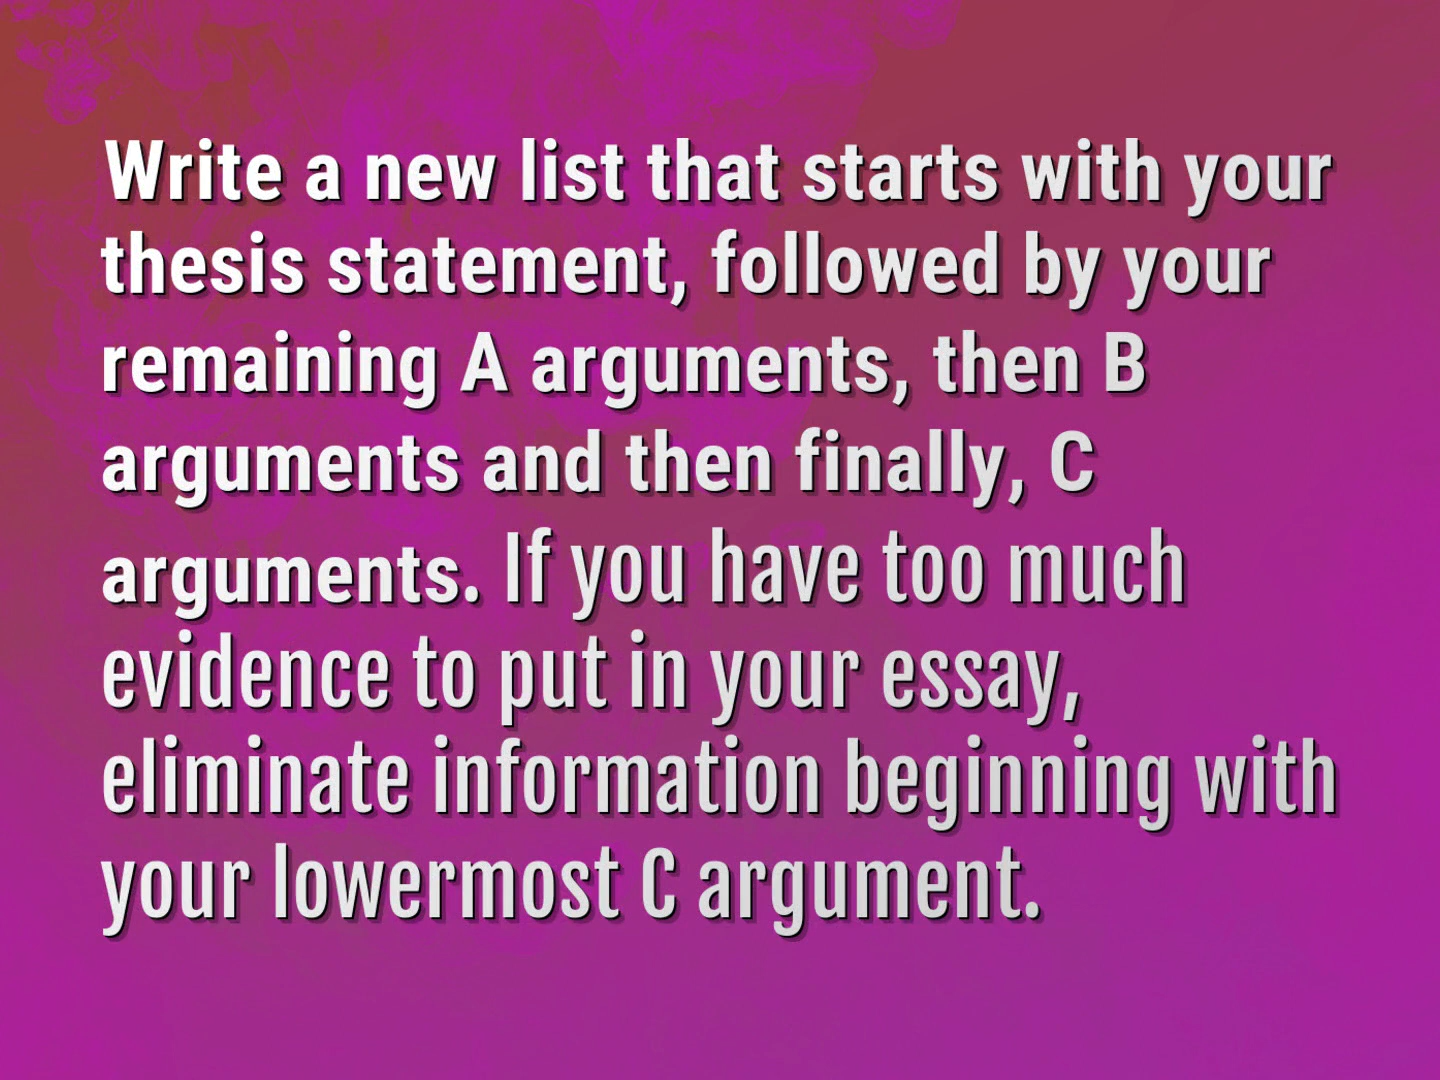 Write a new list that starts with your
thesis statement, followed by your
remaining A arguments, then B
arguments and then finally, C
arguments. If you have too much
evidence to put in your essay,
eliminate information beginning with
your lowermost C argument.